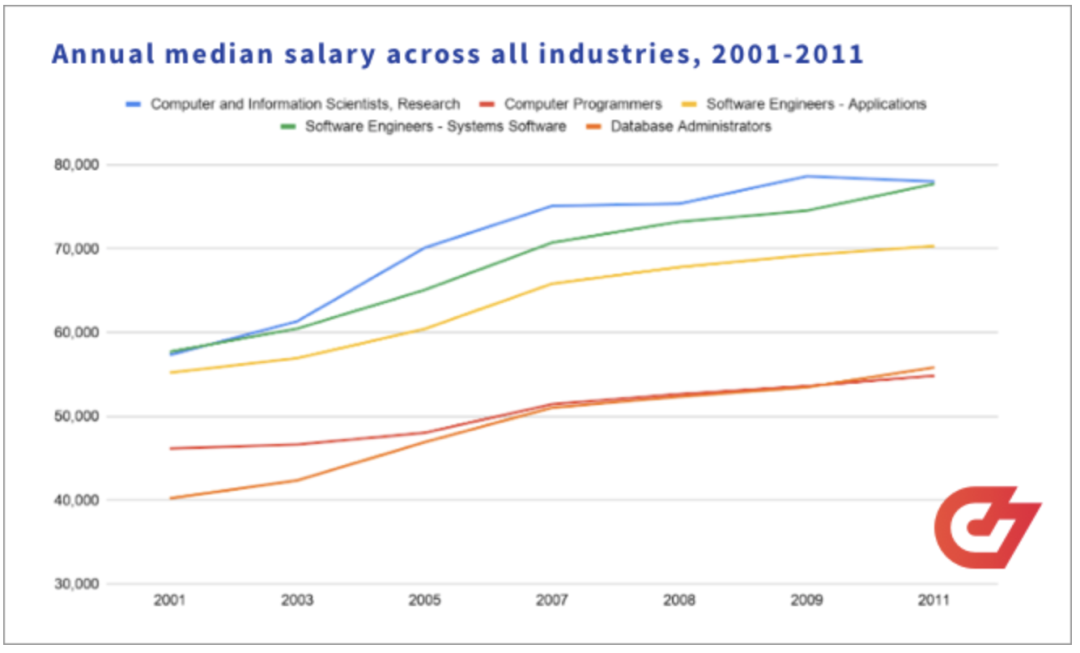 Annual median salary across all industries, 2001-2011
Computer and Information Scientists, Research Computer Programmers Software Engineers - Applications
Software Engineers - Systems Software Database Administrators
80,000
70,000
60,000
50,000
40,000
30,000
2001 2003 2005 2007 2008 2009 2011